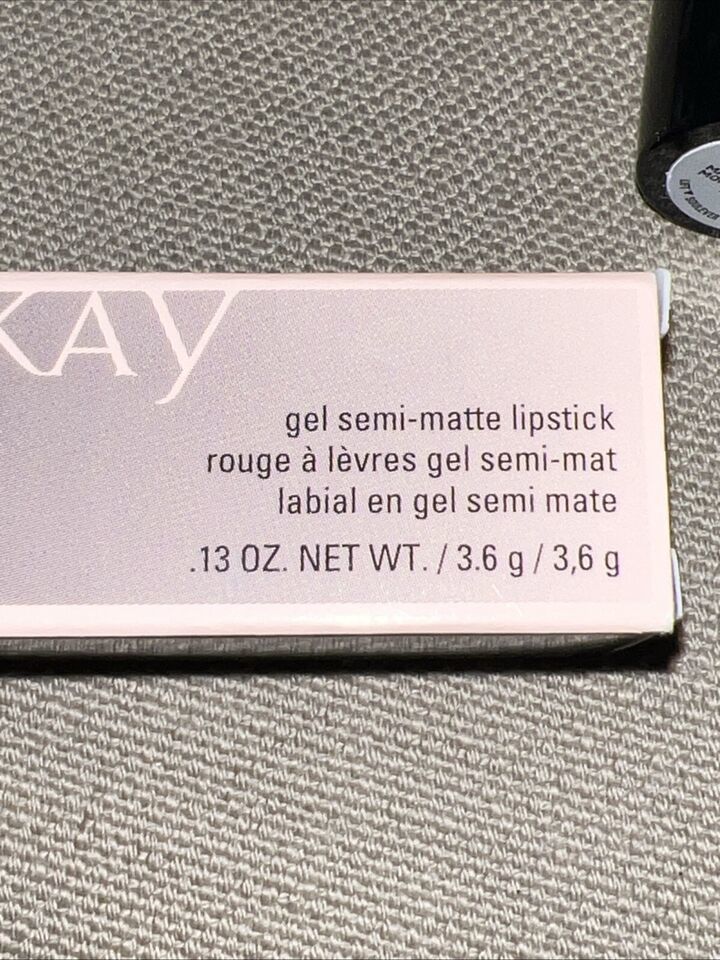 KAY
gel semi-matte lipstick
rouge à lèvres gel semi-mat
labial en gel semi mate
.13 OZ. NET WT. / 3.6 g / 3,6 g